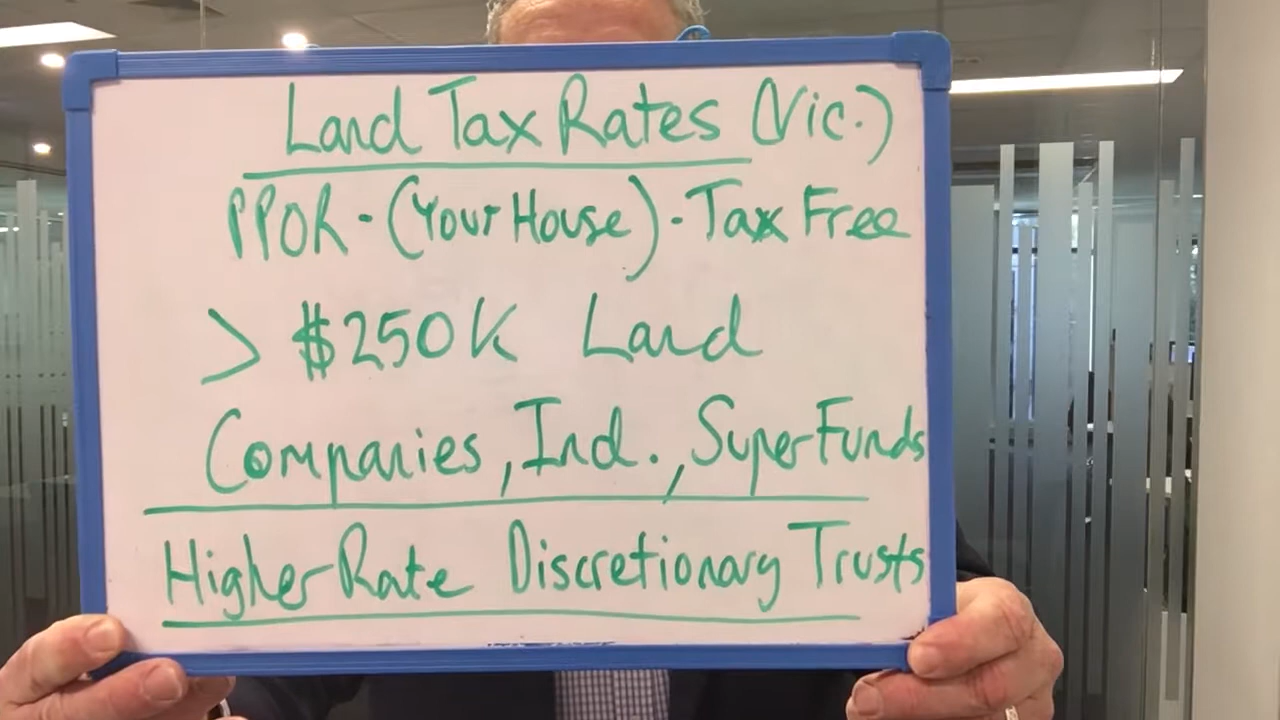 Land Tax Rates (Vic.)
PPOR - (Your House) - Tax Free
> $250K Land
Companies, Ind., Super Funds
Higher Rate Discretionary Trusts